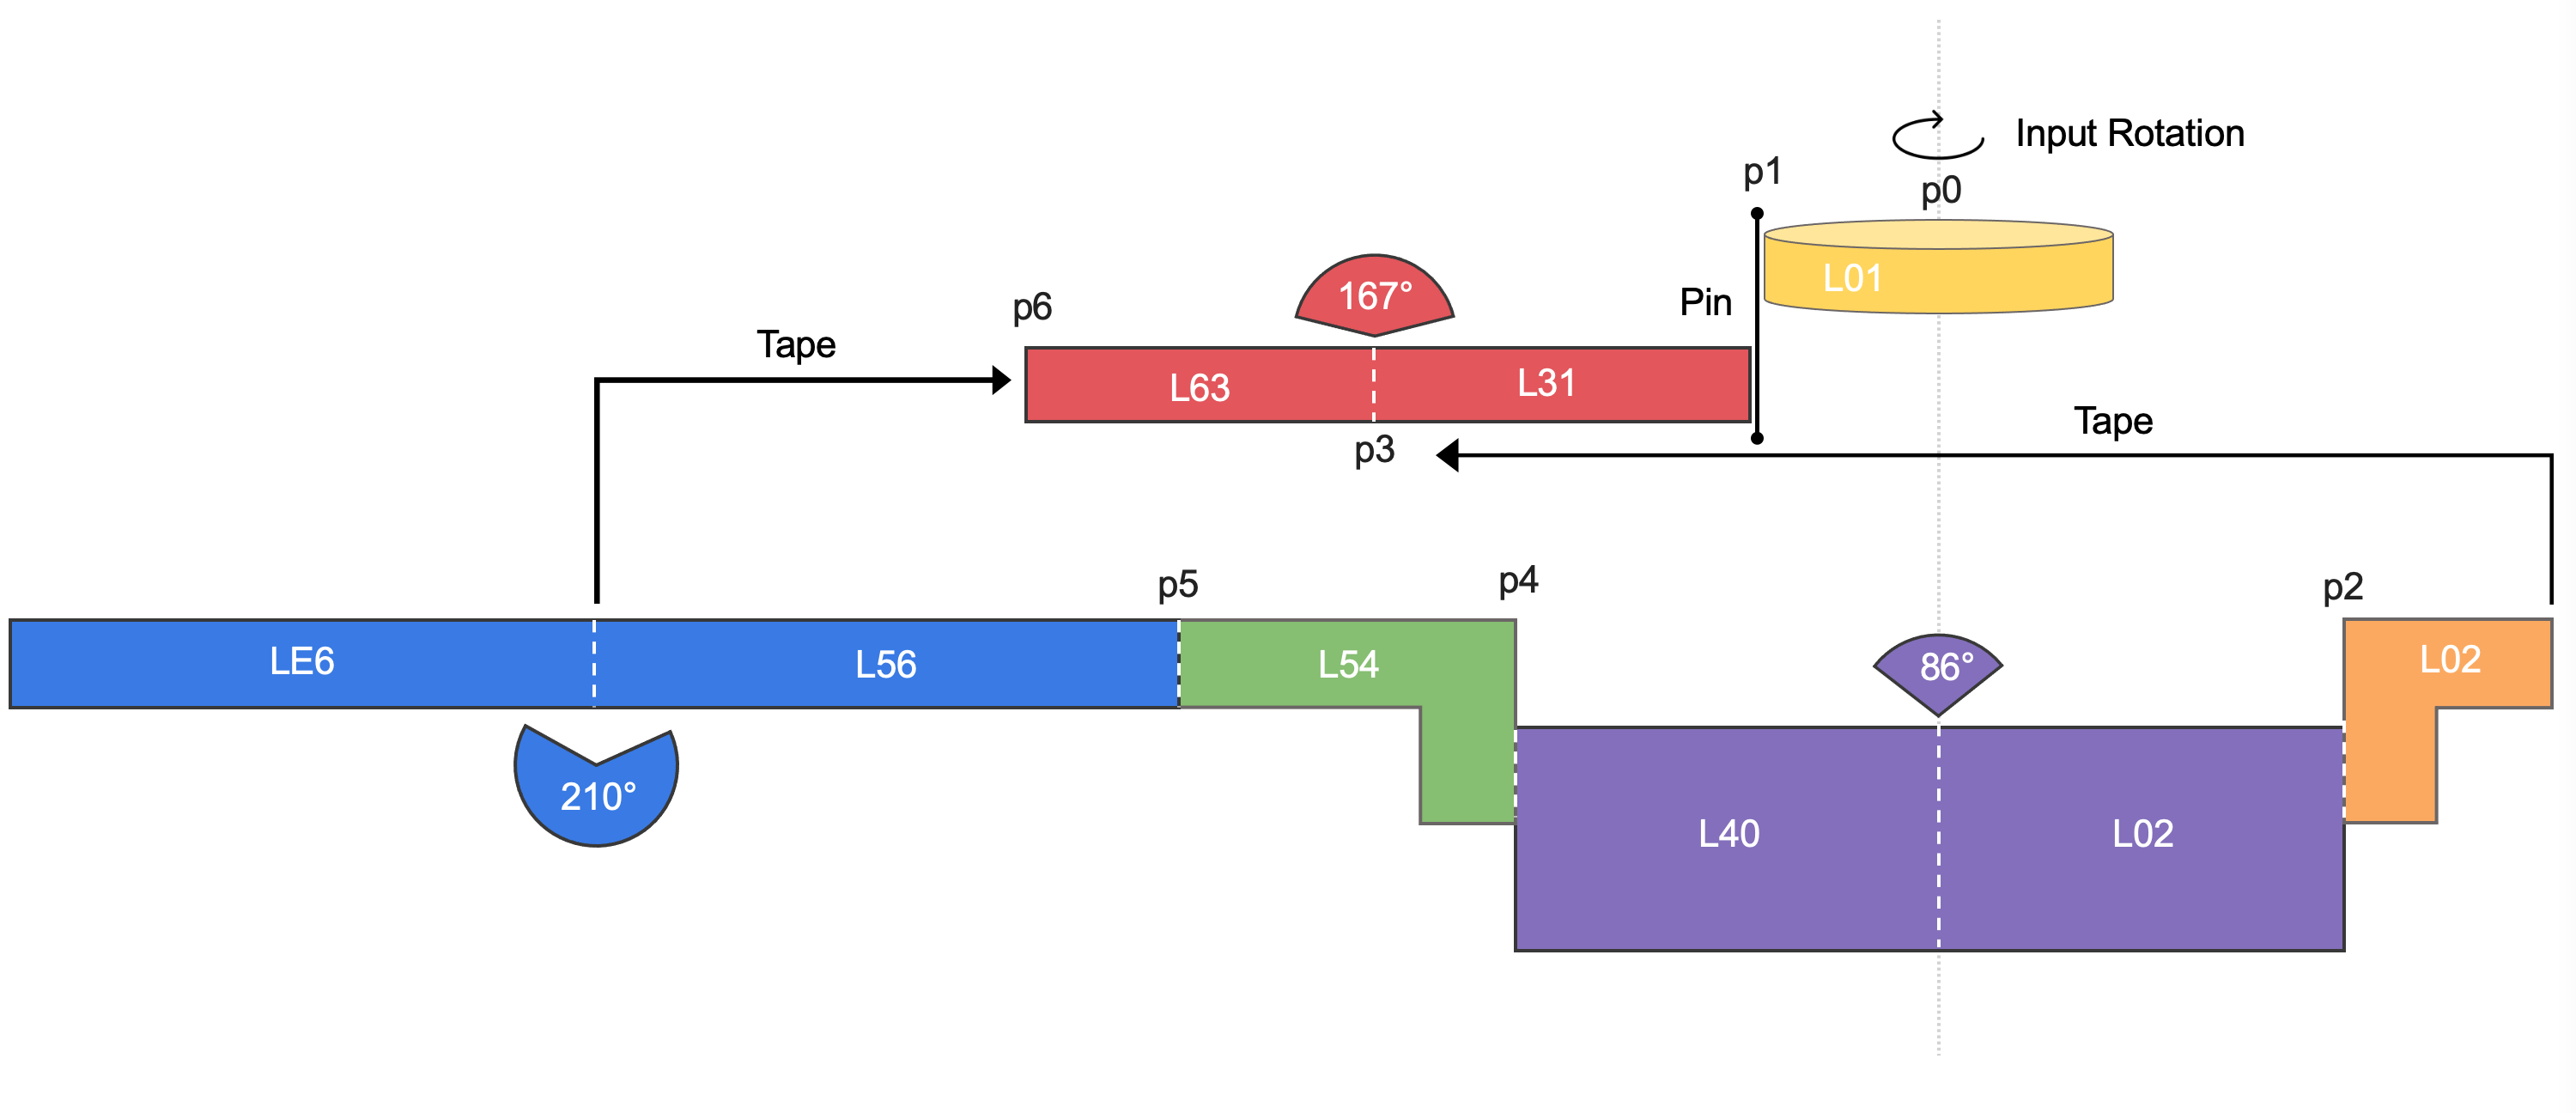 Input Rotation
p1
p0
L01
167°
Pin
p6
Tape
L63
L31
p3
Tape
p5
p4
p2
LE6
L56
L54
86°
L02
210°
L40
L02